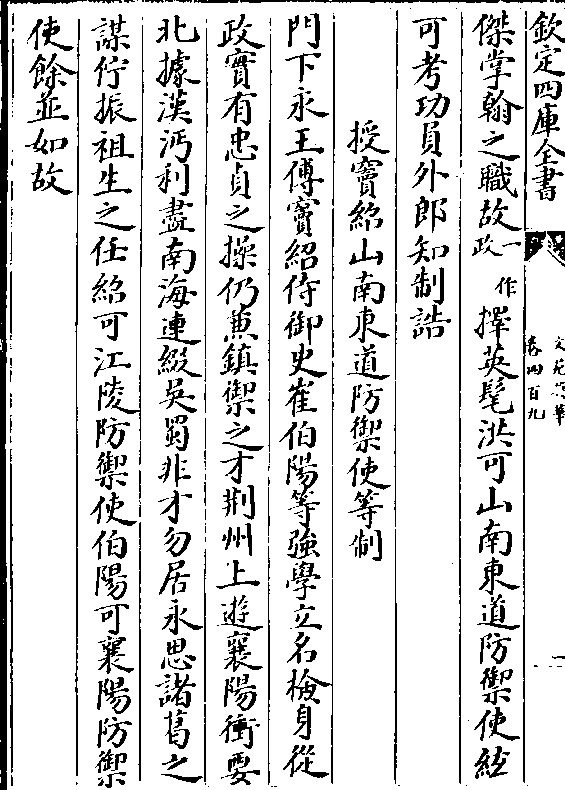 欽定四庫全書
文苑英華
卷四百九
傑掌翰之職故一作政擇英髦洪可山南東道防禦使絃
可考功員外郎知制誥
授竇紹山南東道防禦使等制
門下永王傅竇紹侍御史崔伯陽等強學立名檢身從
政實有忠貞之操仍兼鎮禦之才荆州上遊襄陽衝要
北據漢沔利盡南海連綴吳蜀非才勿居永思諸葛之
謀佇振祖生之任紹可江陵防禦使伯陽可襄陽防禦
使餘並如故